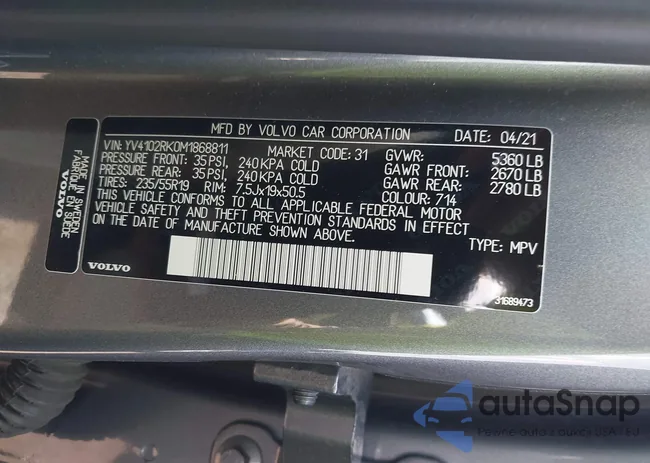 MFD BY VOLVO CAR CORPORATION DATE: 04/21
VIN: YV4102RK0M1868811 MARKET CODE: 31 GVWR: 5360 LB
PRESSURE FRONT: 35 PSI, 240 KPA COLD GAWR FRONT: 2670 LB
PRESSURE REAR: 35 PSI, 240 KPA COLD GAWR REAR: 2780 LB
TIRES: 235/55R19 RIM: 7.5Jx19x50.5 COLOUR: 714
THIS VEHICLE CONFORMS TO ALL APPLICABLE FEDERAL MOTOR
VEHICLE SAFETY AND THEFT PREVENTION STANDARDS IN EFFECT
ON THE DATE OF MANUFACTURE SHOWN ABOVE.
TYPE: MPV
VOLVO
31689473
MADE IN SWEDEN
FABRIQUE EN SUEDE
VOLVO
autoSnap